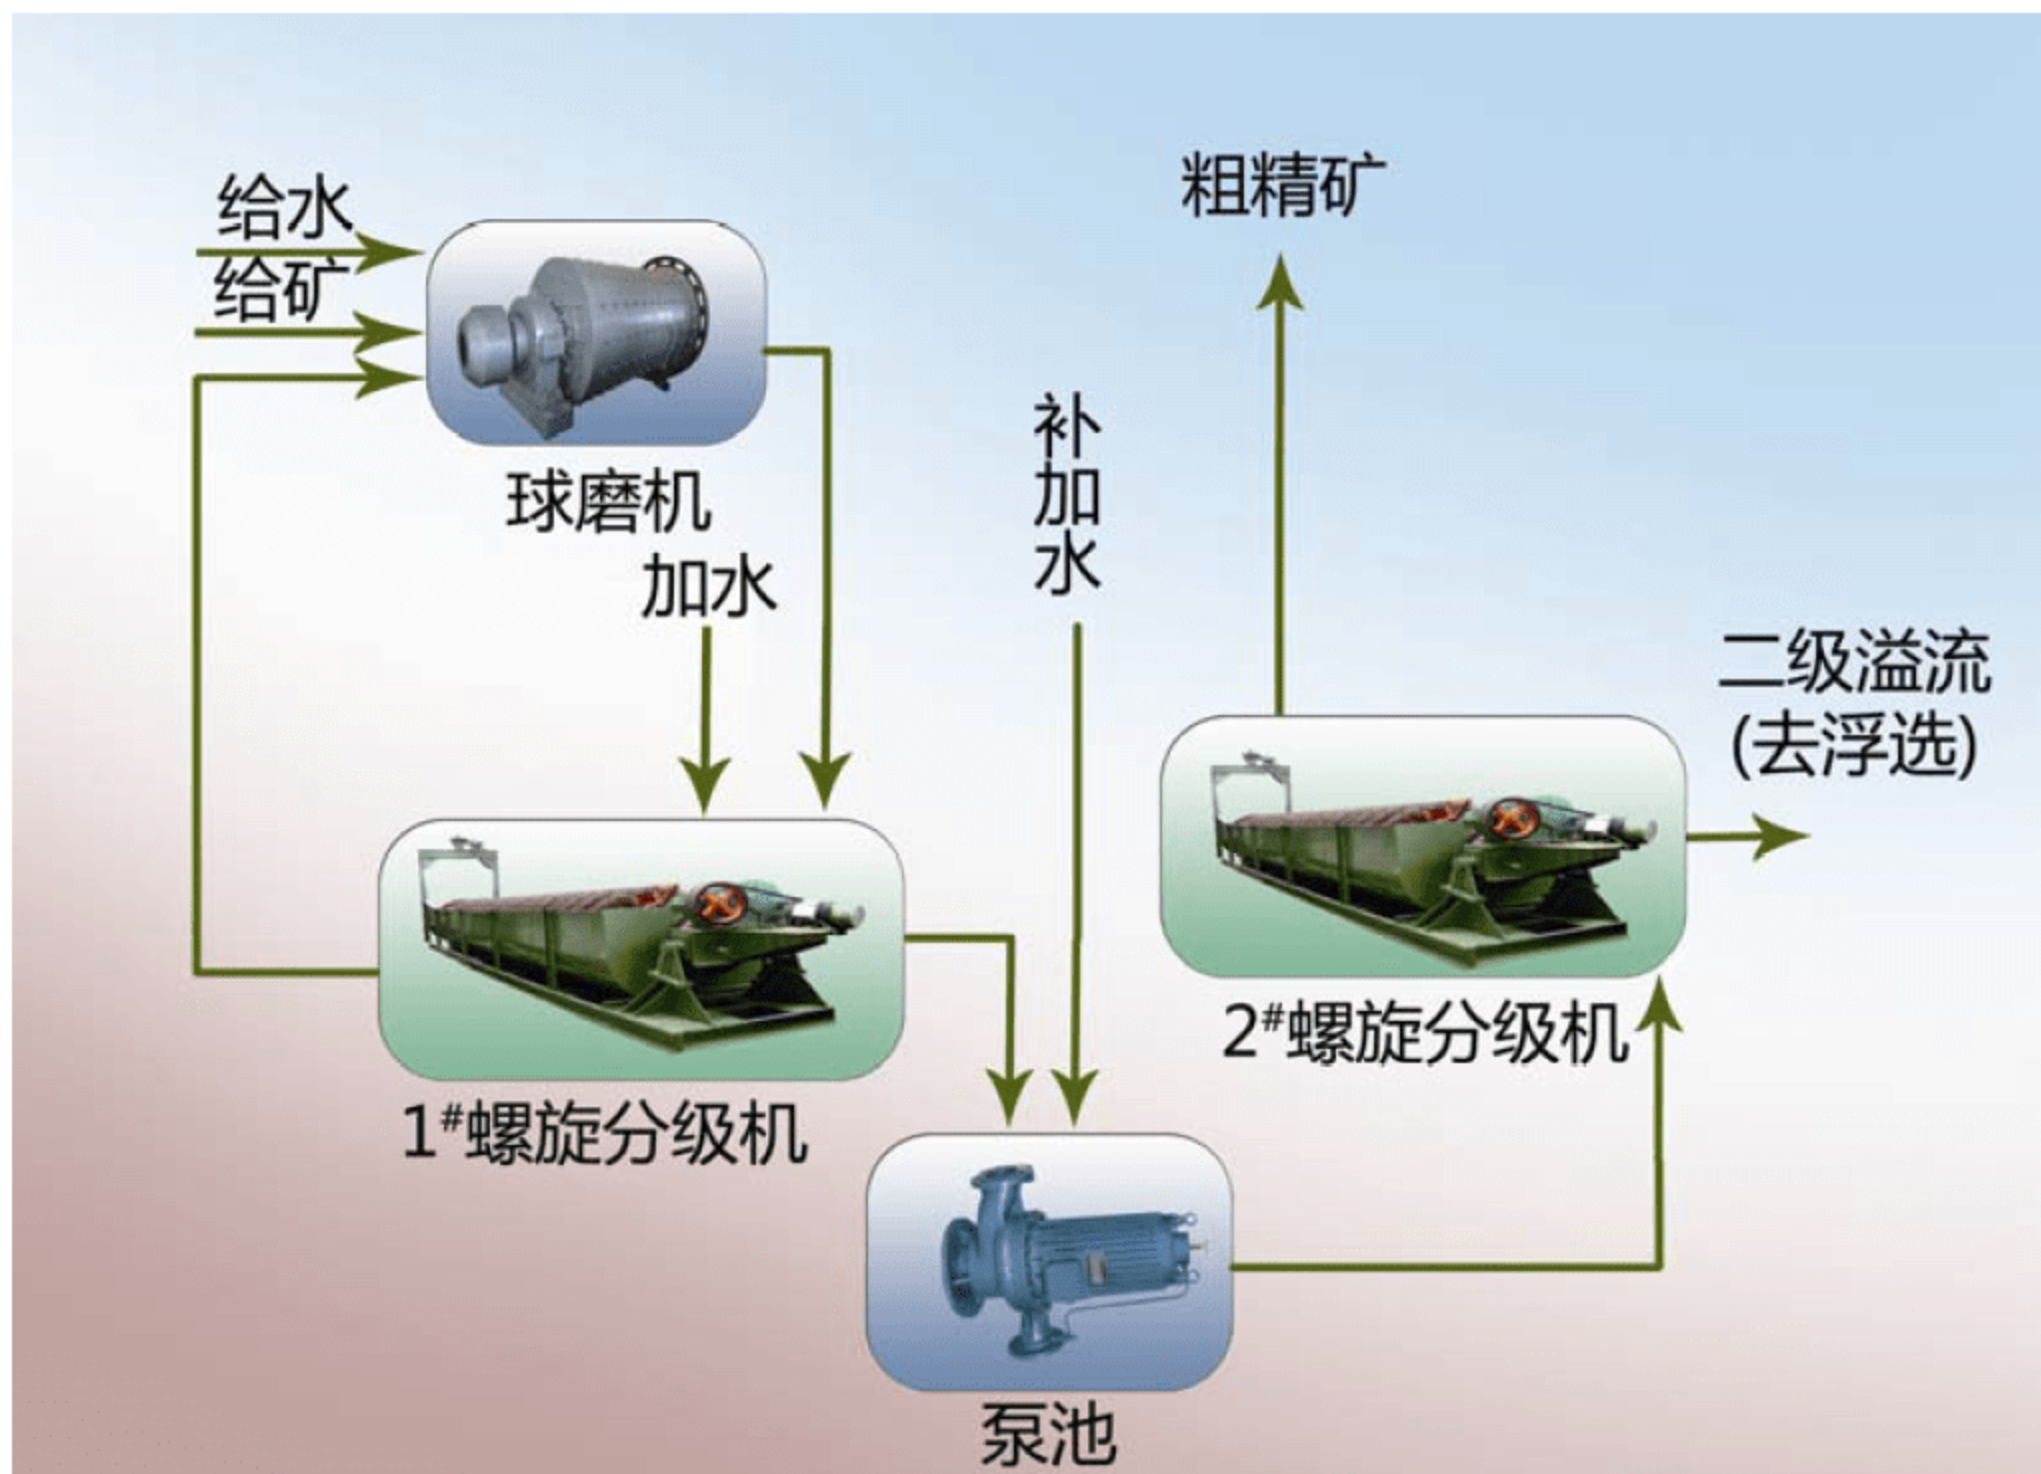 给水
给矿
球磨机
加水
补加水
粗精矿
二级溢流
(去浮选)
1#螺旋分级机
2#螺旋分级机
泵池